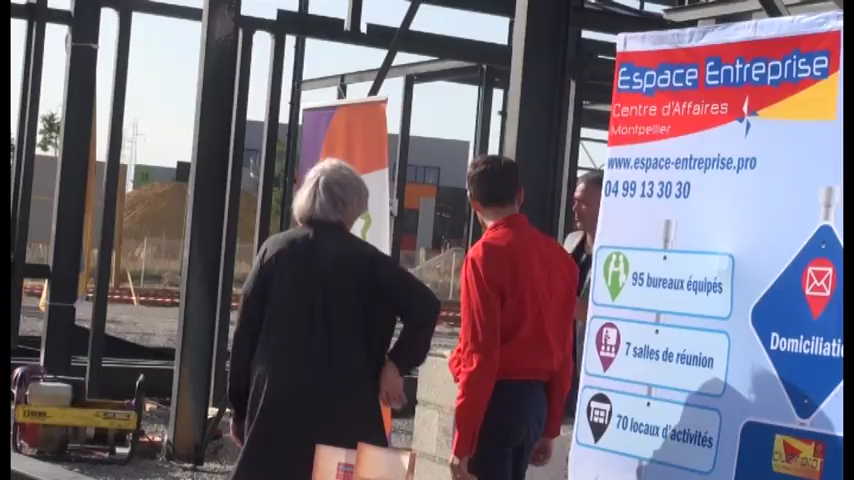 Espace Entreprise
Centre d'Affaires
Montpellier
www.espace-entreprise.pro
04 99 13 30 30
95 bureaux équipés
7 salles de réunion
70 locaux d'activités